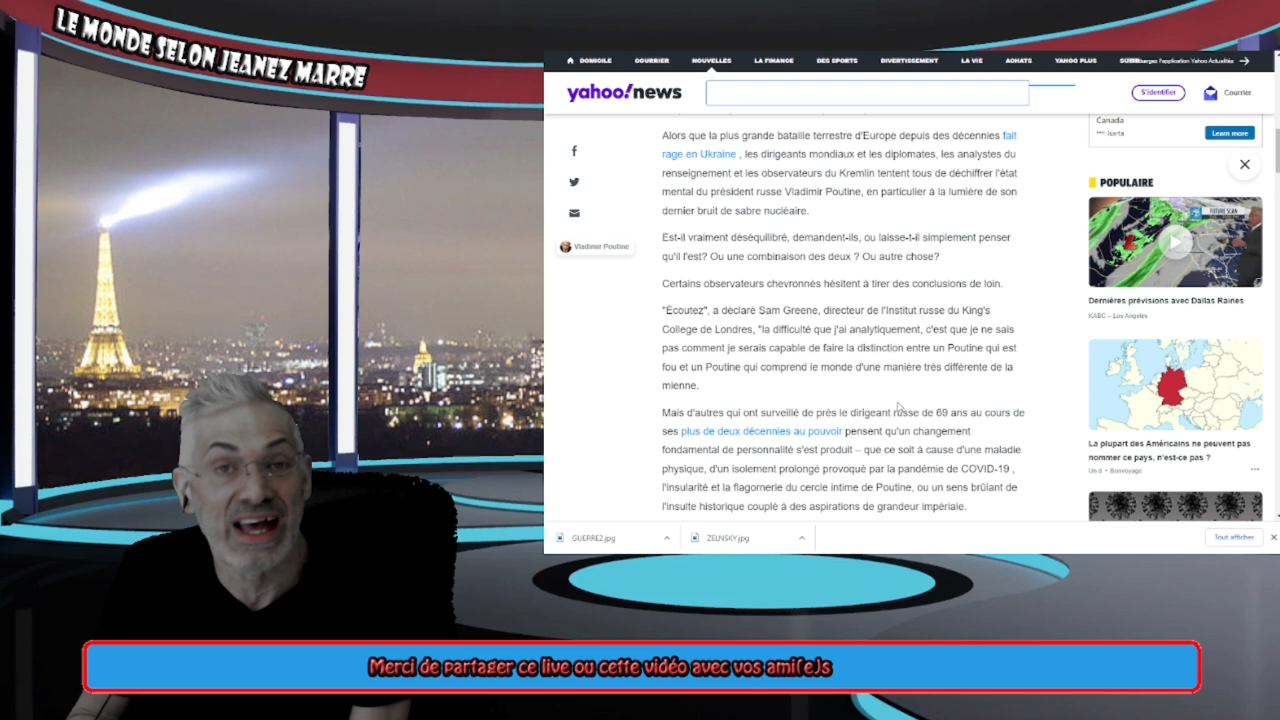 LE MONDE SELON JEANEZ MARRE
DOMICILE COURRIER NOUVELLES LA FINANCE DES SPORTS DIVERTISSEMENT LA VIE ACHATS YAHOO PLUS
yahoo!news
S'identifier
Courrier
Alors que la plus grande bataille terrestre d'Europe depuis des décennies fait
rage en Ukraine , les dirigeants mondiaux et les diplomates, les analystes du
renseignement et les observateurs du Kremlin tentent tous de déchiffrer l'état
mental du président russe Vladimir Poutine, en particulier à la lumière de son
dernier bruit de sabre nucléaire.
Vladimir Poutine
Est-il vraiment déséquilibré, demandent-ils, ou laisse-t-il simplement penser
qu'il l'est? Ou une combinaison des deux ? Ou autre chose?
Certains observateurs chevronnés hésitent à tirer des conclusions de loin.
"Écoutez", a déclaré Sam Greene, directeur de l'Institut russe du King's
College de Londres, "la difficulté que j'ai analytiquement, c'est que je ne sais
pas comment je serais capable de faire la distinction entre un Poutine qui est
fou et un Poutine qui comprend le monde d'une manière très différente de la
mienne.
Mais d'autres qui ont surveillé de près le dirigeant russe de 69 ans au cours de
ses plus de deux décennies au pouvoir pensent qu'un changement
fondamental de personnalité s'est produit – que ce soit à cause d'une maladie
physique, d'un isolement prolongé provoqué par la pandémie de COVID-19 ,
l'insularité et la flagornerie du cercle intime de Poutine, ou un sens brûlant de
l'insulte historique couplé à des aspirations de grandeur impériale.
Canada
Isarta
Learn more
POPULAIRE
FUTURE SCAN
Dernières prévisions avec Dallas Raines
KABC – Los Angeles
La plupart des Américains ne peuvent pas
nommer ce pays, n'est-ce pas ?
Un d • Bonvoyage
GUERRE2.jpg
ZELNSKY.jpg
Tout afficher
Merci de partager ce live ou cette vidéo avec vos ami(e)s